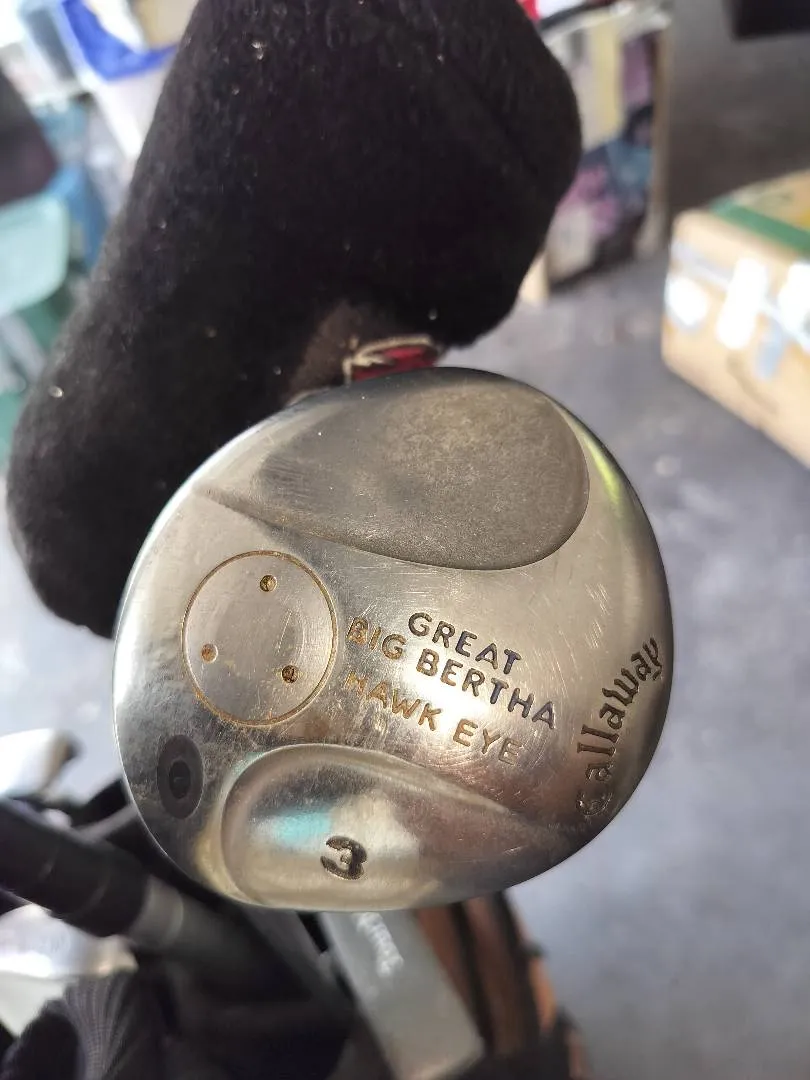 GREAT
BIG BERTHA
HAWK EYE
Callaway
3